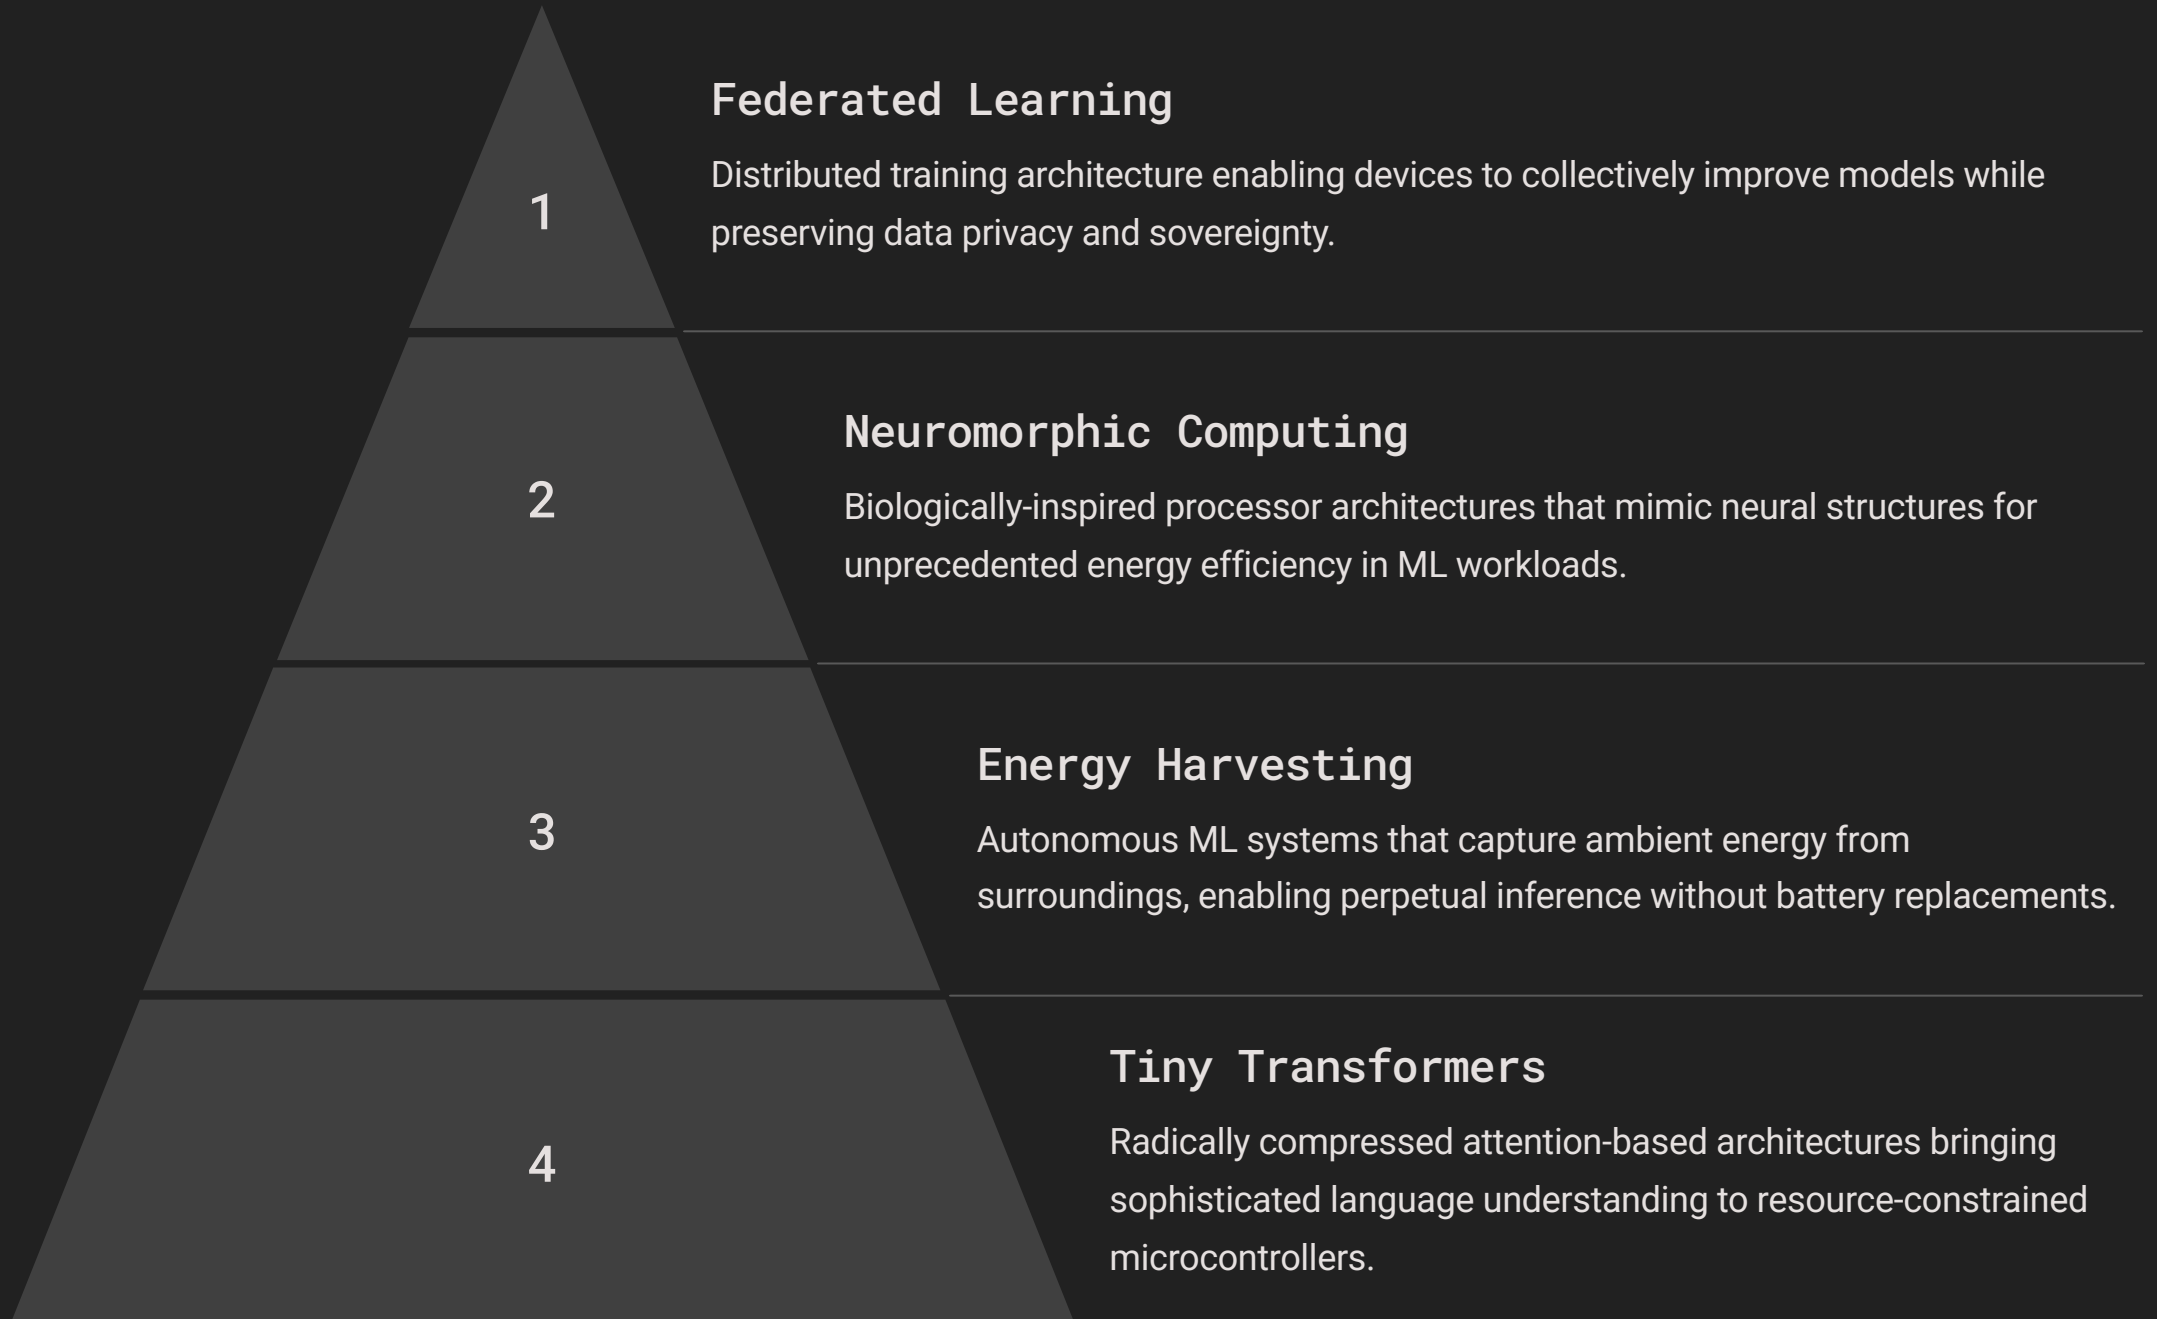 1
Federated Learning
Distributed training architecture enabling devices to collectively improve models while
preserving data privacy and sovereignty.
2
Neuromorphic Computing
Biologically-inspired processor architectures that mimic neural structures for
unprecedented energy efficiency in ML workloads.
3
Energy Harvesting
Autonomous ML systems that capture ambient energy from
surroundings, enabling perpetual inference without battery replacements.
4
Tiny Transformers
Radically compressed attention-based architectures bringing
sophisticated language understanding to resource-constrained
microcontrollers.